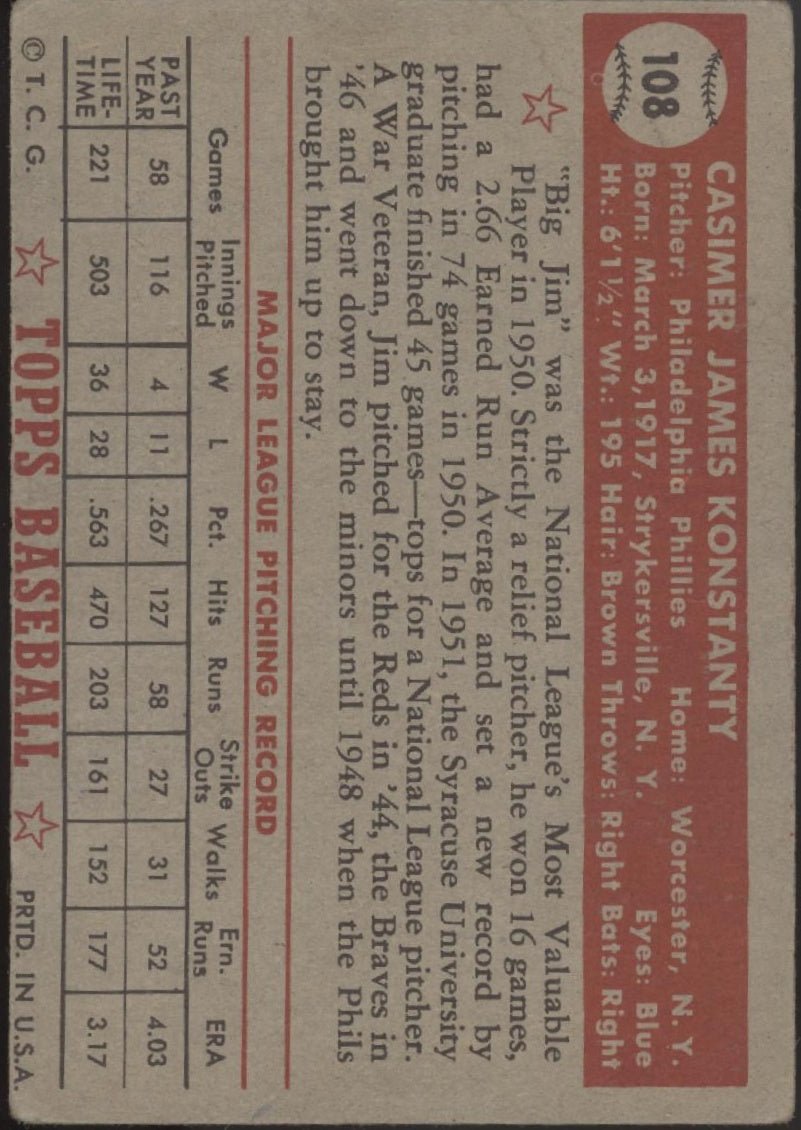 108
CASIMER JAMES KONSTANTY
Pitcher: Philadelphia Phillies Home: Worcester, N. Y.
Born: March 3, 1917, Strykersville, N. Y. Eyes: Blue
Ht.: 6'1½" Wt.: 195 Hair: Brown Throws: Right Bats: Right
"Big Jim" was the National League's Most Valuable
Player in 1950. Strictly a relief pitcher, he won 16 games,
had a 2.66 Earned Run Average and set a new record by
pitching in 74 games in 1950. In 1951, the Syracuse University
graduate finished 45 games—tops for a National League pitcher.
A War Veteran, Jim pitched for the Reds in '44, the Braves in
'46 and went down to the minors until 1948 when the Phils
brought him up to stay.
MAJOR LEAGUE PITCHING RECORD
Games Innings Pitched W L Pct. Hits Runs Strike Outs Walks Ern. Runs ERA
PAST YEAR 58 116 4 11 .267 127 58 27 31 52 4.03
LIFE-TIME 221 503 36 28 .563 470 203 161 152 177 3.17
© T. C. G. TOPPS BASEBALL PRTD. IN U.S.A.